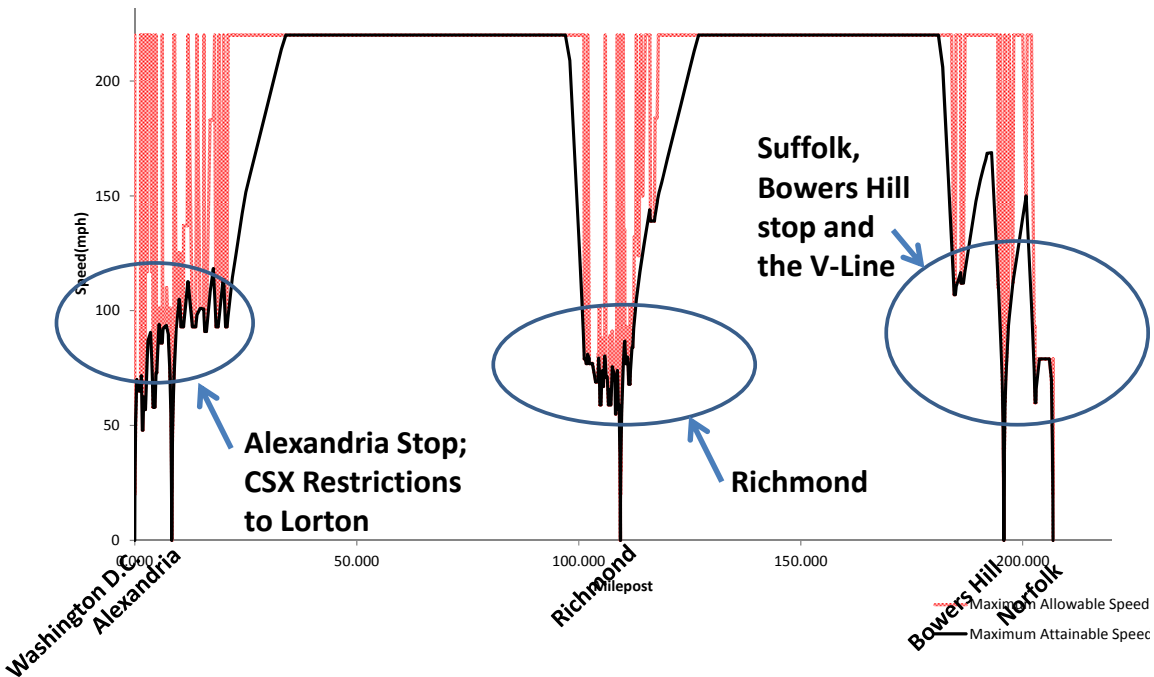 200
150
100
50
0
Speed(mph)
0.000
50.000
100.000
150.000
200.000
Milepost
Suffolk,
Bowers Hill
stop and
the V-Line
Alexandria Stop;
CSX Restrictions
to Lorton
Richmond
Washington D.C.
Alexandria
Richmond
Bowers Hill
Norfolk
Maximum Allowable Speed
Maximum Attainable Speed